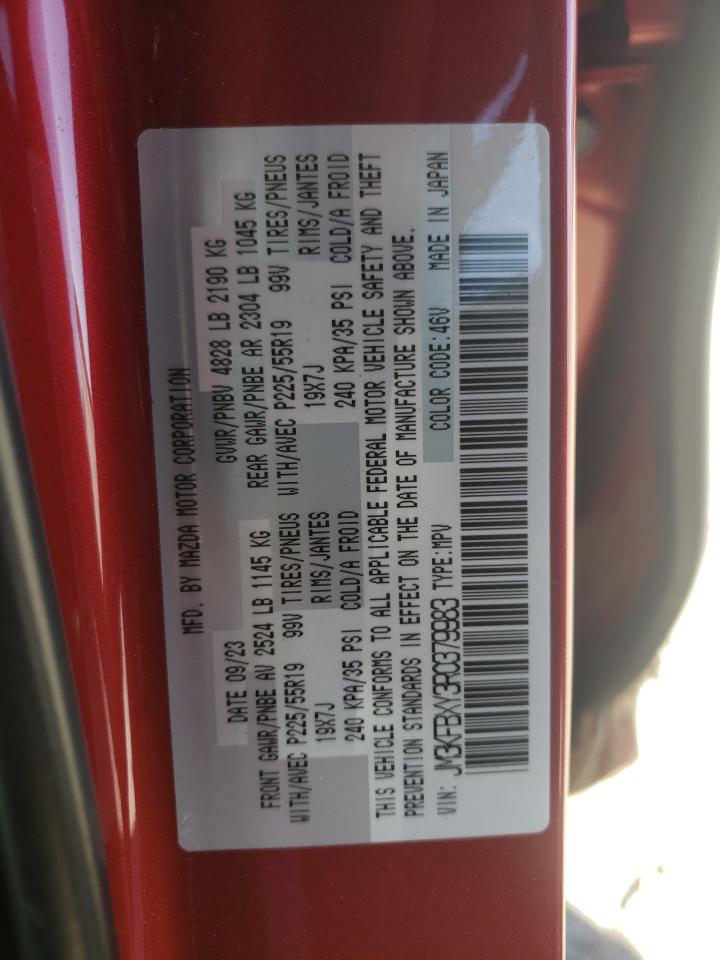 MFD. BY MAZDA MOTOR CORPORATION
DATE 09/23 GVWR/PNBV 4828 LB 2190 KG
FRONT GAWR/PNBE AV 2524 LB 1145 KG REAR GAWR/PNBE AR 2304 LB 1045 KG
WITH/AVEC P225/55R19 99V TIRES/PNEUS WITH/AVEC P225/55R19 99V TIRES/PNEUS
19X7J RIMS/JANTES 19X7J RIMS/JANTES
240 KPA/35 PSI COLD/A FROID 240 KPA/35 PSI COLD/A FROID
THIS VEHICLE CONFORMS TO ALL APPLICABLE FEDERAL MOTOR VEHICLE SAFETY AND THEFT
PREVENTION STANDARDS IN EFFECT ON THE DATE OF MANUFACTURE SHOWN ABOVE.
VIN: JM3KFBXY3R0379983 TYPE:MPV COLOR CODE:46V MADE IN JAPAN